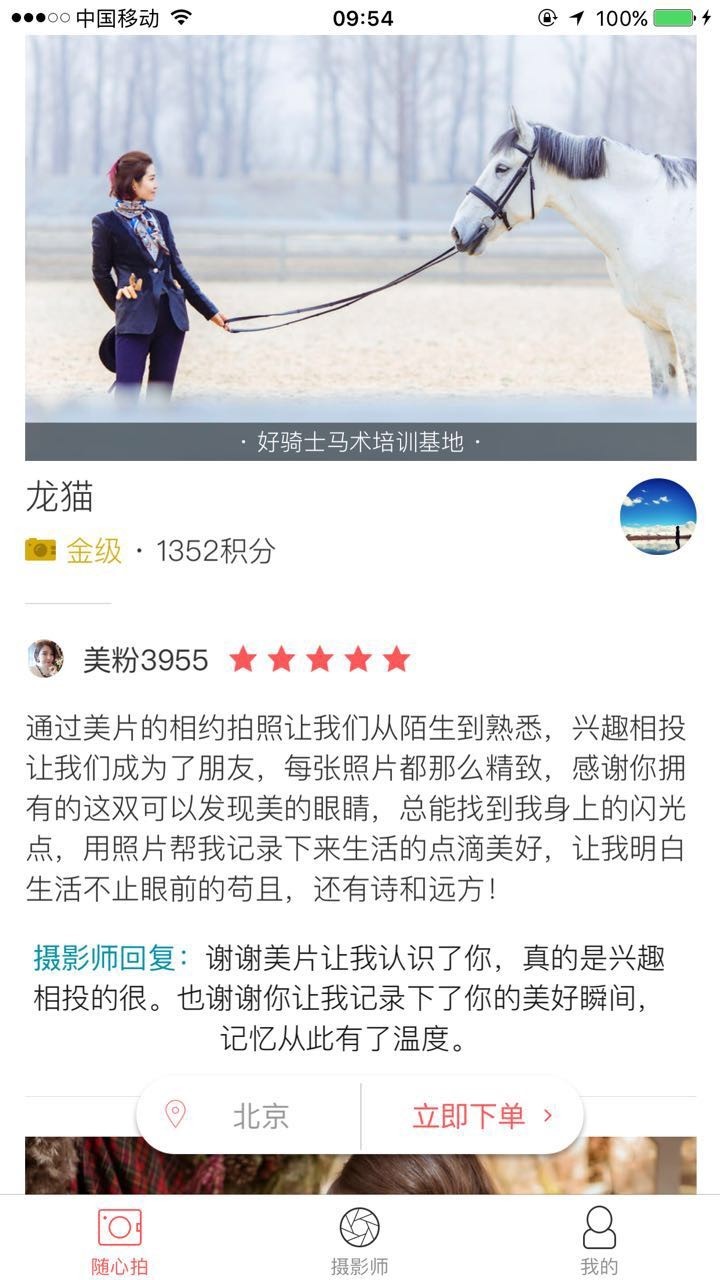 中国移动
09:54
100%
· 好骑士马术培训基地 ·
龙猫
金级 · 1352积分
美粉3955
通过美片的相约拍照让我们从陌生到熟悉，兴趣相投
让我们成为了朋友，每张照片都那么精致，感谢你拥
有的这双可以发现美的眼睛，总能找到我身上的闪光
点，用照片帮我记录下来生活的点滴美好，让我明白
生活不止眼前的苟且，还有诗和远方！
摄影师回复：谢谢美片让我认识了你，真的是兴趣
相投的很。也谢谢你让我记录下了你的美好瞬间，
记忆从此有了温度。
北京
立即下单
随心拍
摄影师
我的